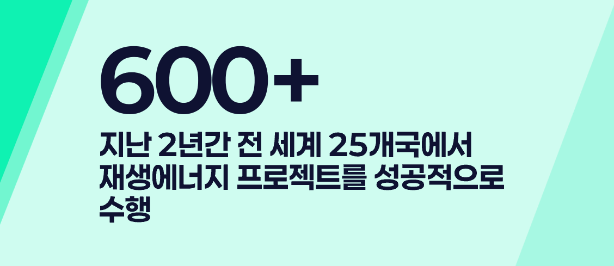 600+
지난 2년간 전 세계 25개국에서
재생에너지 프로젝트를 성공적으로
수행